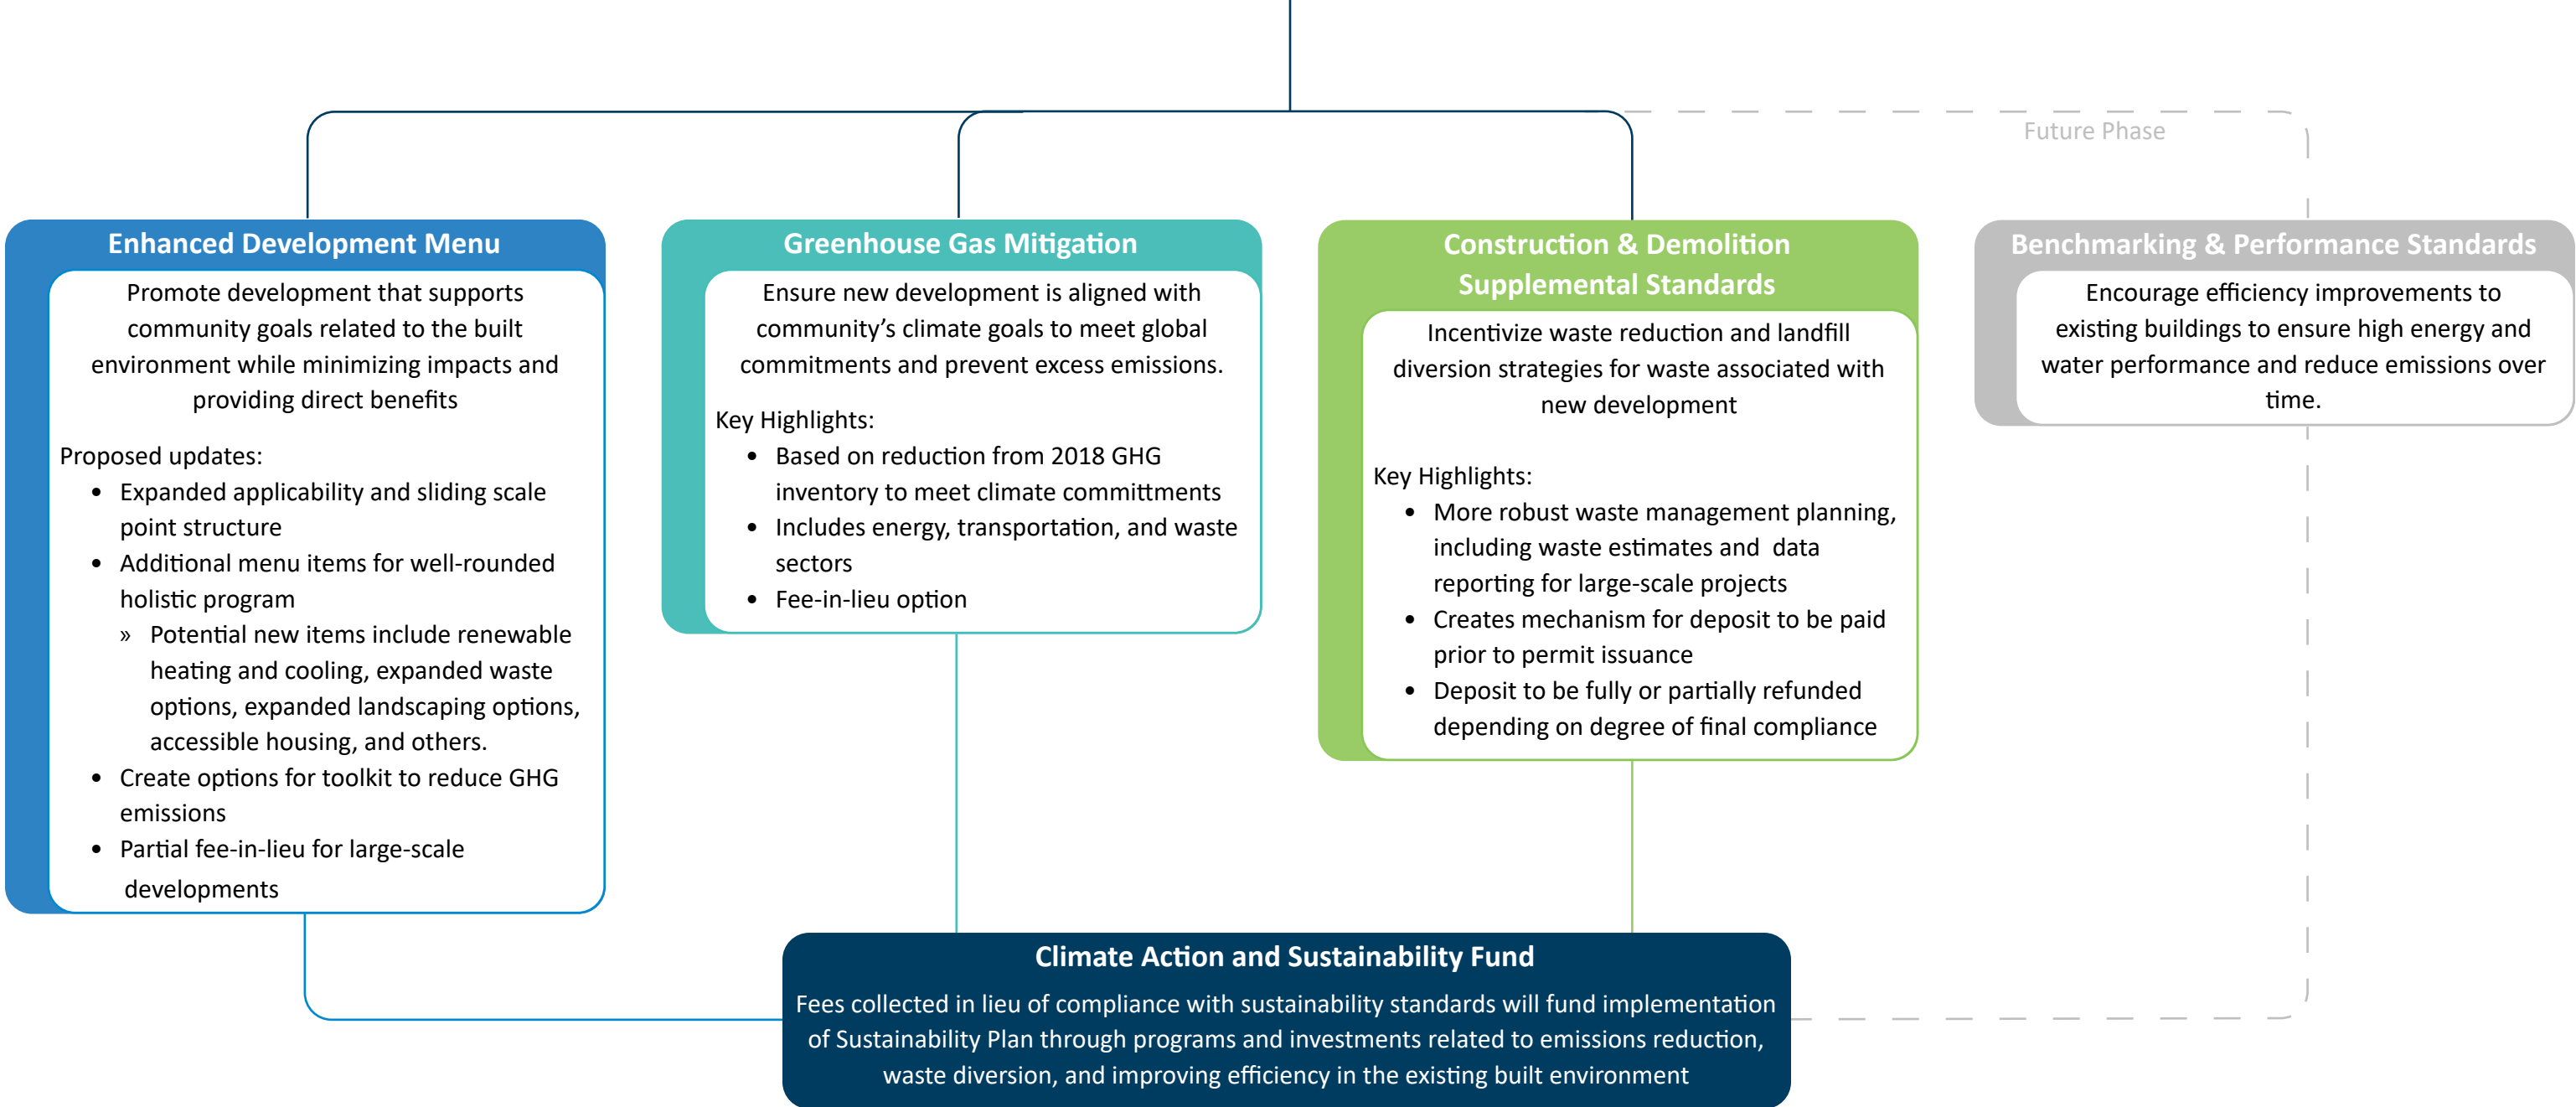 Future Phase
Enhanced Development Menu
Promote development that supports
community goals related to the built
environment while minimizing impacts and
providing direct benefits
Proposed updates:
• Expanded applicability and sliding scale
point structure
• Additional menu items for well-rounded
holistic program
» Potential new items include renewable
heating and cooling, expanded waste
options, expanded landscaping options,
accessible housing, and others.
• Create options for toolkit to reduce GHG
emissions
• Partial fee-in-lieu for large-scale
developments
Greenhouse Gas Mitigation
Ensure new development is aligned with
community’s climate goals to meet global
commitments and prevent excess emissions.
Key Highlights:
• Based on reduction from 2018 GHG
inventory to meet climate committments
• Includes energy, transportation, and waste
sectors
• Fee-in-lieu option
Construction & Demolition
Supplemental Standards
Incentivize waste reduction and landfill
diversion strategies for waste associated with
new development
Key Highlights:
• More robust waste management planning,
including waste estimates and data
reporting for large-scale projects
• Creates mechanism for deposit to be paid
prior to permit issuance
• Deposit to be fully or partially refunded
depending on degree of final compliance
Benchmarking & Performance Standards
Encourage efficiency improvements to
existing buildings to ensure high energy and
water performance and reduce emissions over
time.
Climate Action and Sustainability Fund
Fees collected in lieu of compliance with sustainability standards will fund implementation
of Sustainability Plan through programs and investments related to emissions reduction,
waste diversion, and improving efficiency in the existing built environment